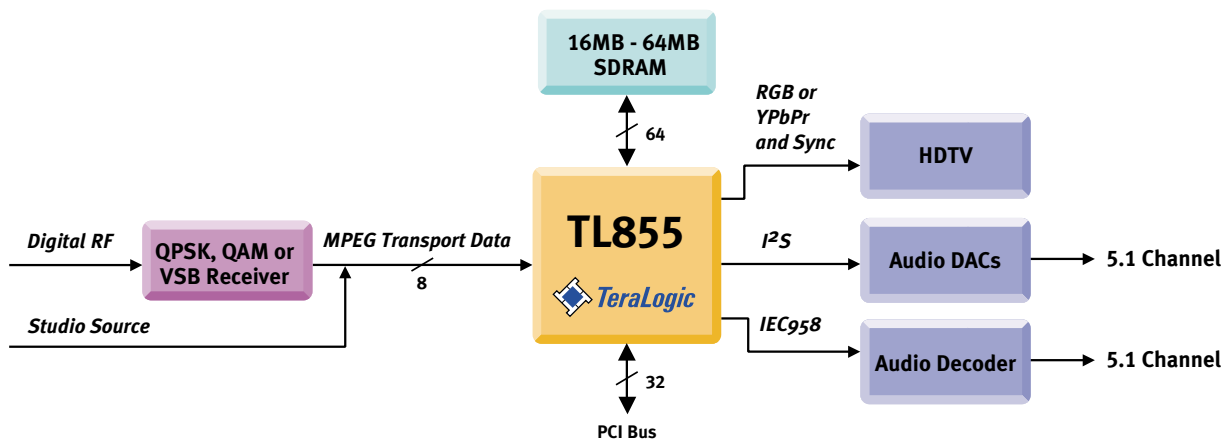 16MB - 64MB
SDRAM
64
RGB or
YPbPr
and Sync
HDTV
Digital RF
QPSK, QAM or
VSB Receiver
MPEG Transport Data
8
TL855
TeraLogic
I²S
Audio DACs
5.1 Channel
Studio Source
IEC958
Audio Decoder
5.1 Channel
32
PCI Bus